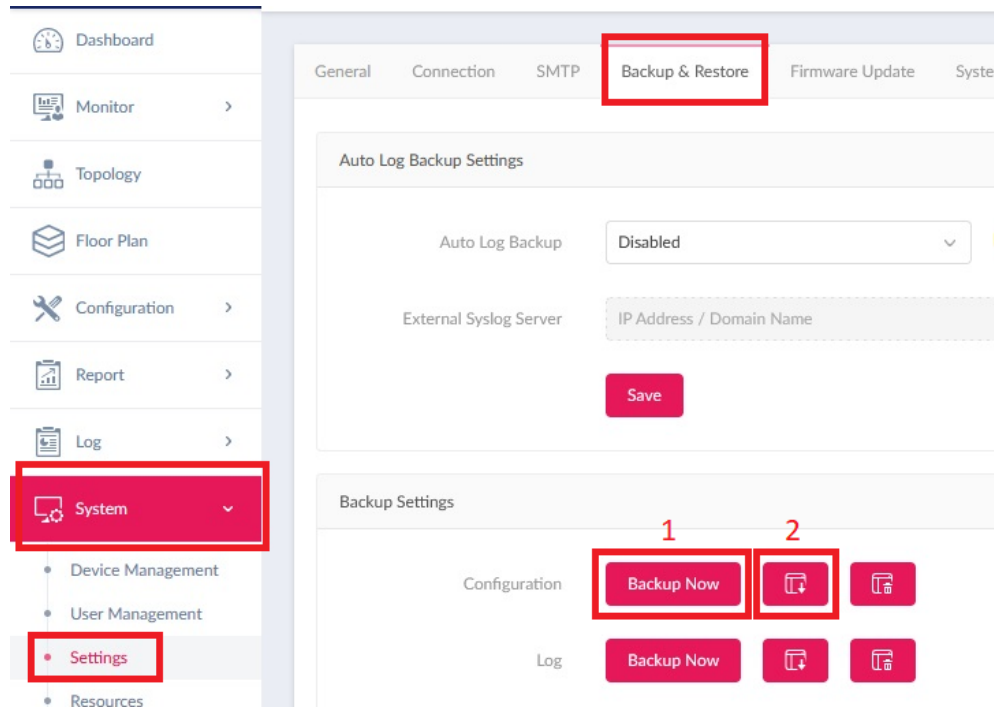 Dashboard
Monitor
Topology
Floor Plan
Configuration
Report
Log
System
Device Management
User Management
Settings
Resources
General Connection SMTP Backup & Restore Firmware Update Syste
Auto Log Backup Settings
Auto Log Backup Disabled
External Syslog Server IP Address / Domain Name
Save
Backup Settings
1 2
Configuration Backup Now
Log Backup Now